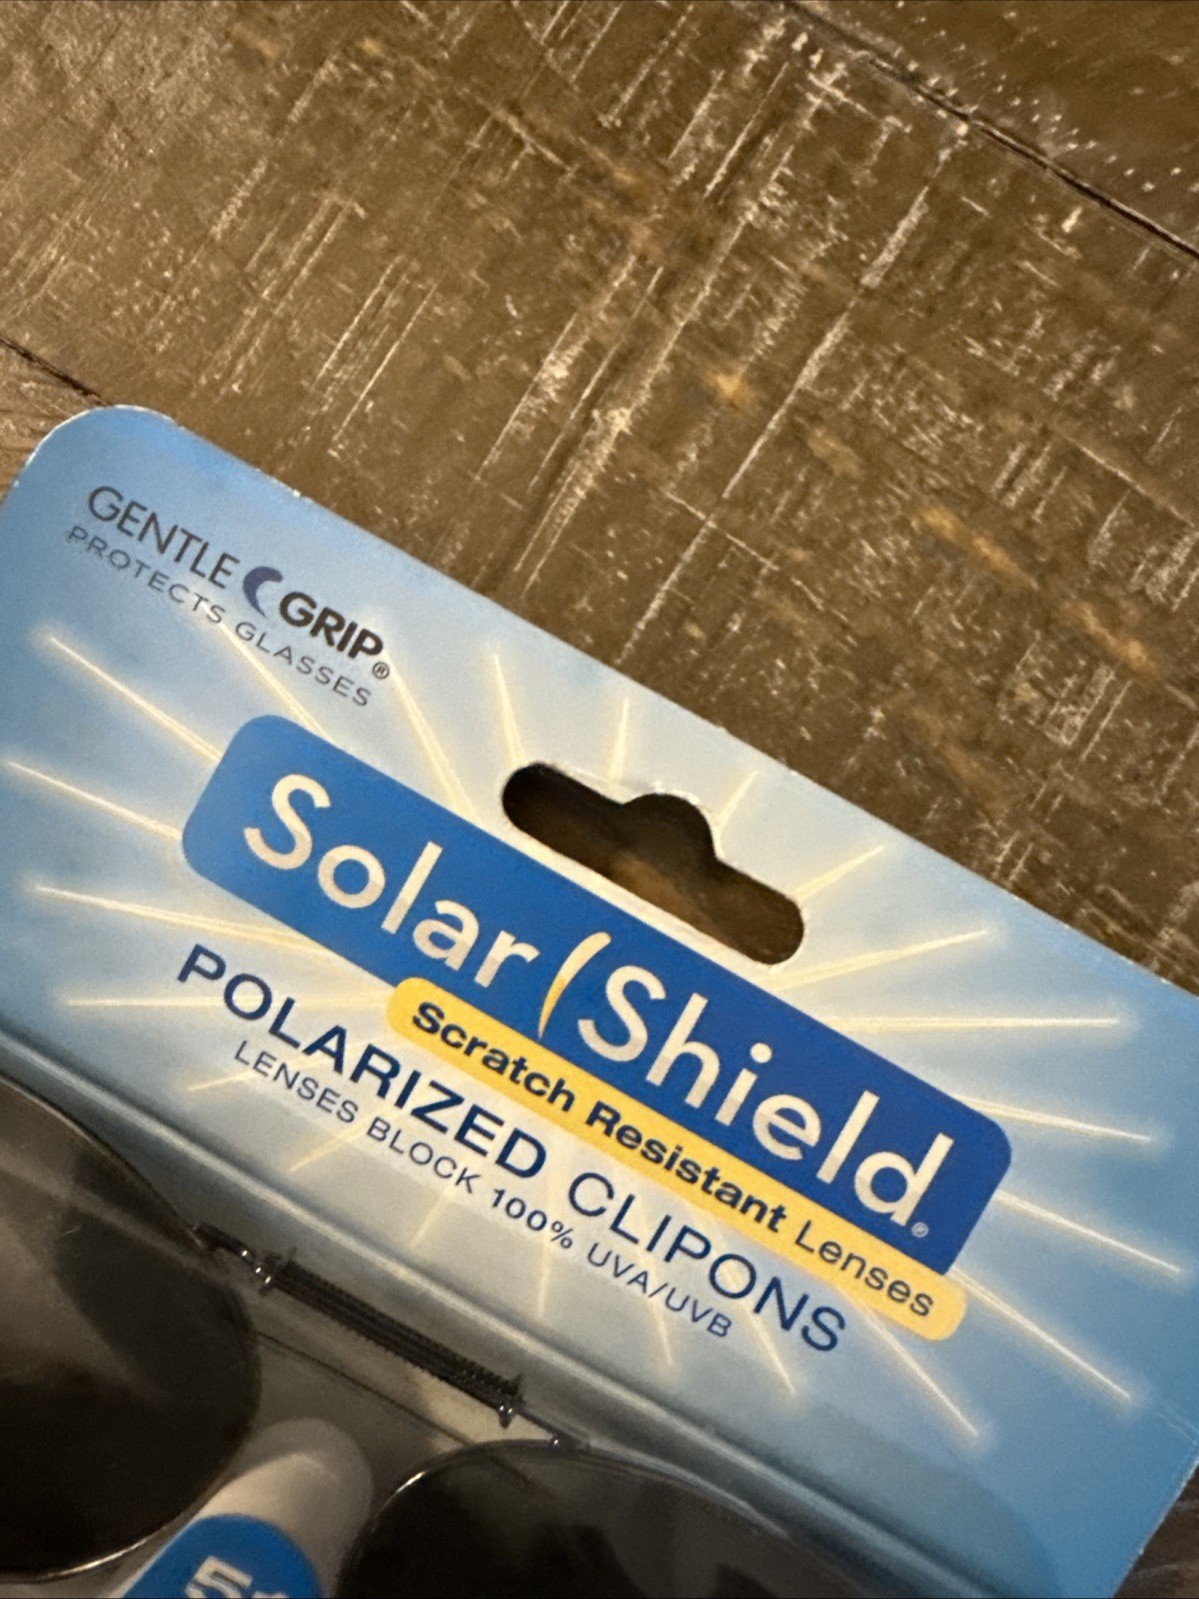 GENTLE GRIP®
PROTECTS GLASSES
Solar Shield®
Scratch Resistant Lenses
POLARIZED CLIPONS
LENSES BLOCK 100% UVA/UVB